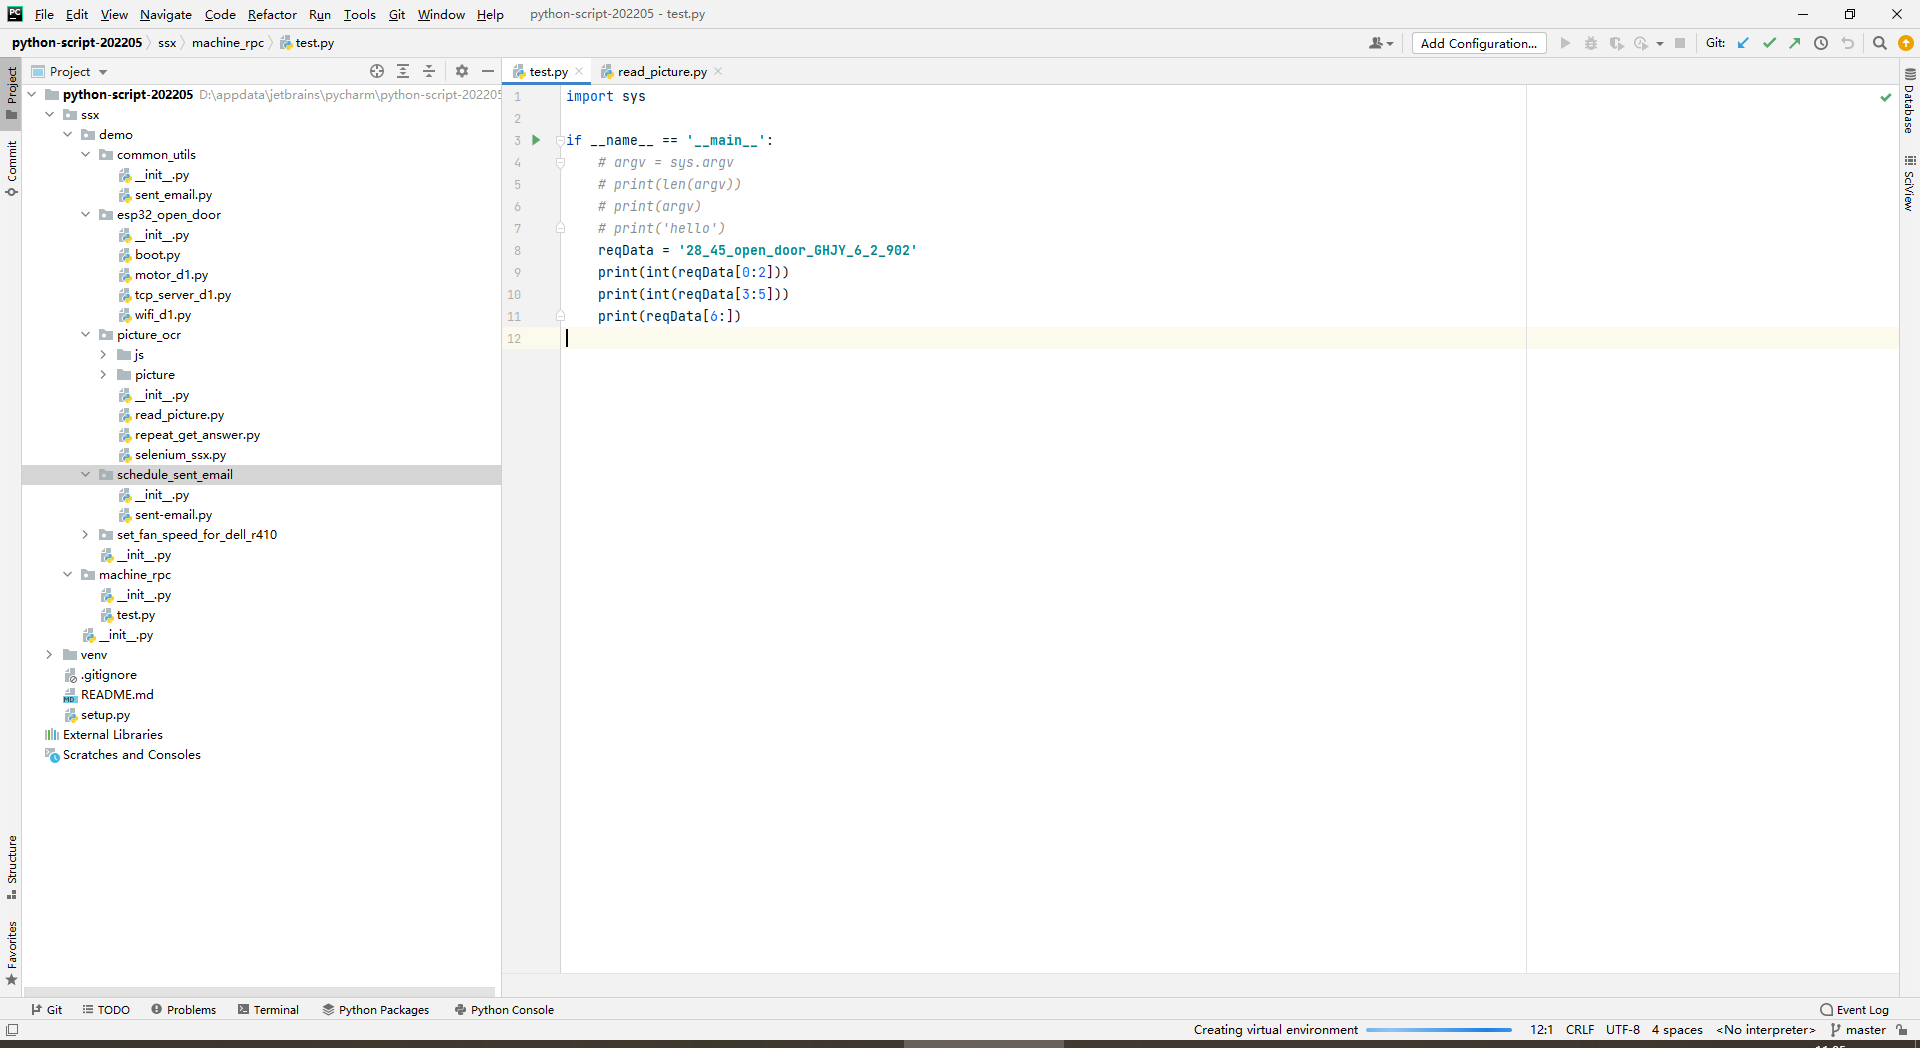 File Edit View Navigate Code Refactor Run Tools Git Window Help python-script-202205 - test.py
python-script-202205 ssx machine_rpc test.py Add Configuration... Git:
Project test.py read_picture.py
Project
Commit
Structure
Favorites
python-script-202205 D:\appdata\jetbrains\pycharm\python-script-202205
ssx
demo
common_utils
__init__.py
sent_email.py
esp32_open_door
__init__.py
boot.py
motor_d1.py
tcp_server_d1.py
wifi_d1.py
picture_ocr
js
picture
__init__.py
read_picture.py
repeat_get_answer.py
selenium_ssx.py
schedule_sent_email
__init__.py
sent-email.py
set_fan_speed_for_dell_r410
__init__.py
machine_rpc
__init__.py
test.py
__init__.py
venv
.gitignore
README.md
setup.py
External Libraries
Scratches and Consoles
1 import sys
2
3 if __name__ == '__main__':
4 # argv = sys.argv
5 # print(len(argv))
6 # print(argv)
7 # print('hello')
8 reqData = '28_45_open_door_GHJY_6_2_902'
9 print(int(reqData[0:2]))
10 print(int(reqData[3:5]))
11 print(reqData[6:])
12
Database
SciView
Git TODO Problems Terminal Python Packages Python Console Event Log
Creating virtual environment 12:1 CRLF UTF-8 4 spaces <No interpreter> master